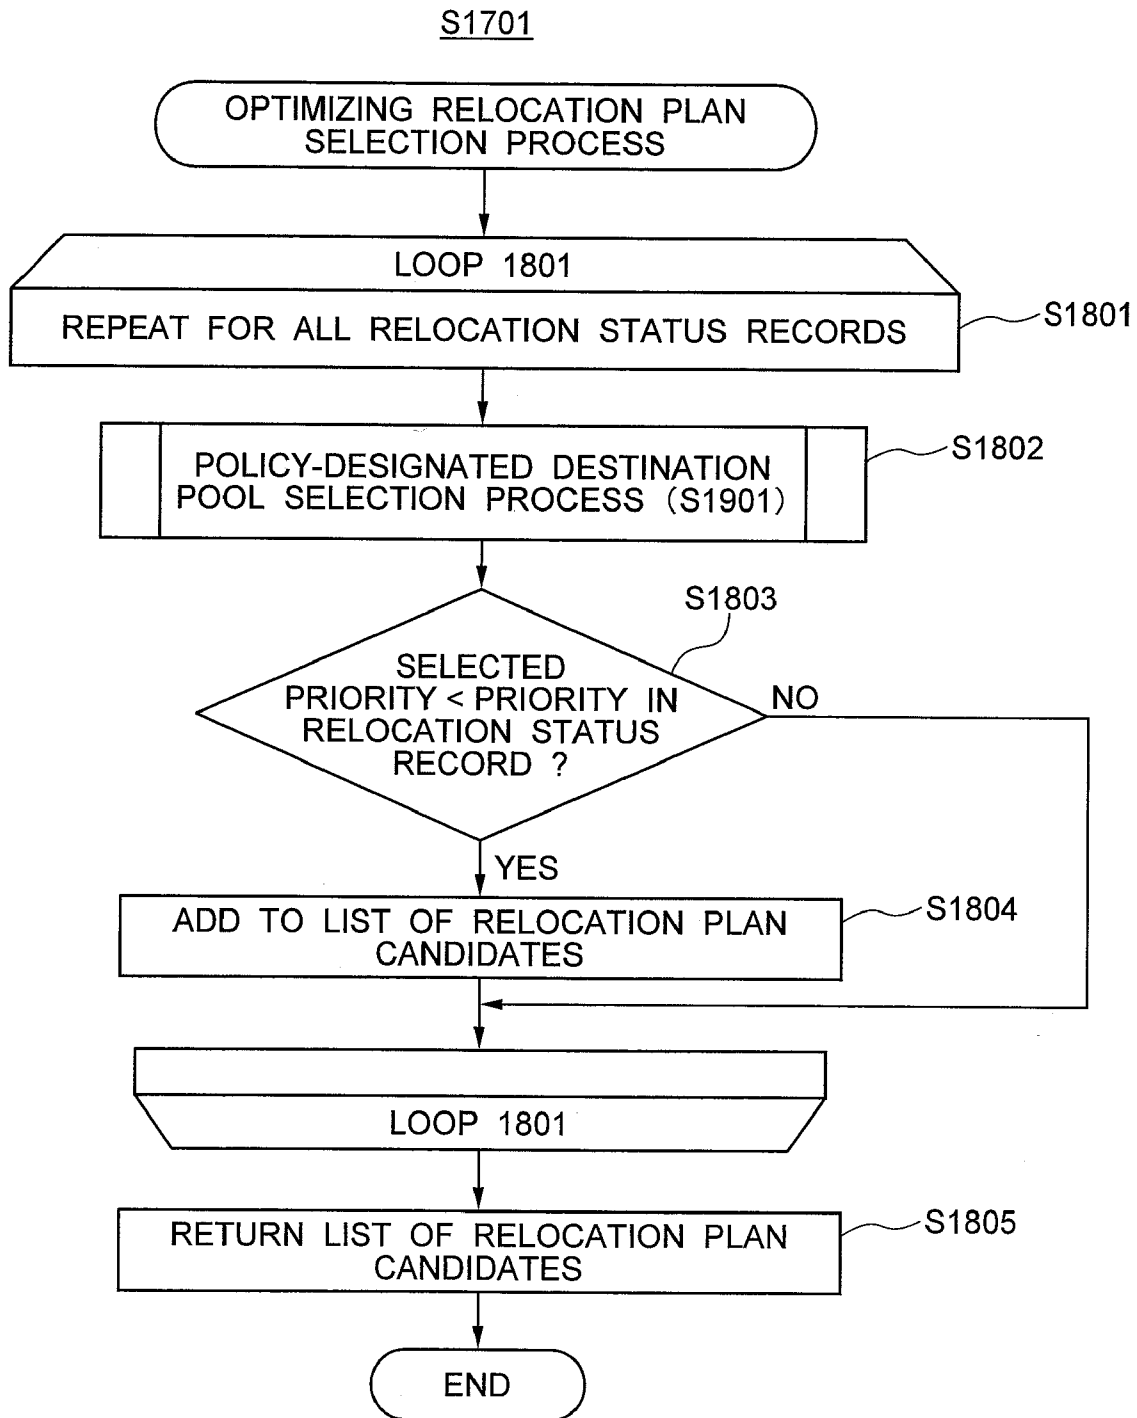 S1701
OPTIMIZING RELOCATION PLAN
SELECTION PROCESS
LOOP 1801
REPEAT FOR ALL RELOCATION STATUS RECORDS
S1801
POLICY-DESIGNATED DESTINATION
POOL SELECTION PROCESS (S1901)
S1802
S1803
SELECTED
PRIORITY < PRIORITY IN
RELOCATION STATUS
RECORD ?
NO
YES
ADD TO LIST OF RELOCATION PLAN
CANDIDATES
S1804
LOOP 1801
RETURN LIST OF RELOCATION PLAN
CANDIDATES
S1805
END